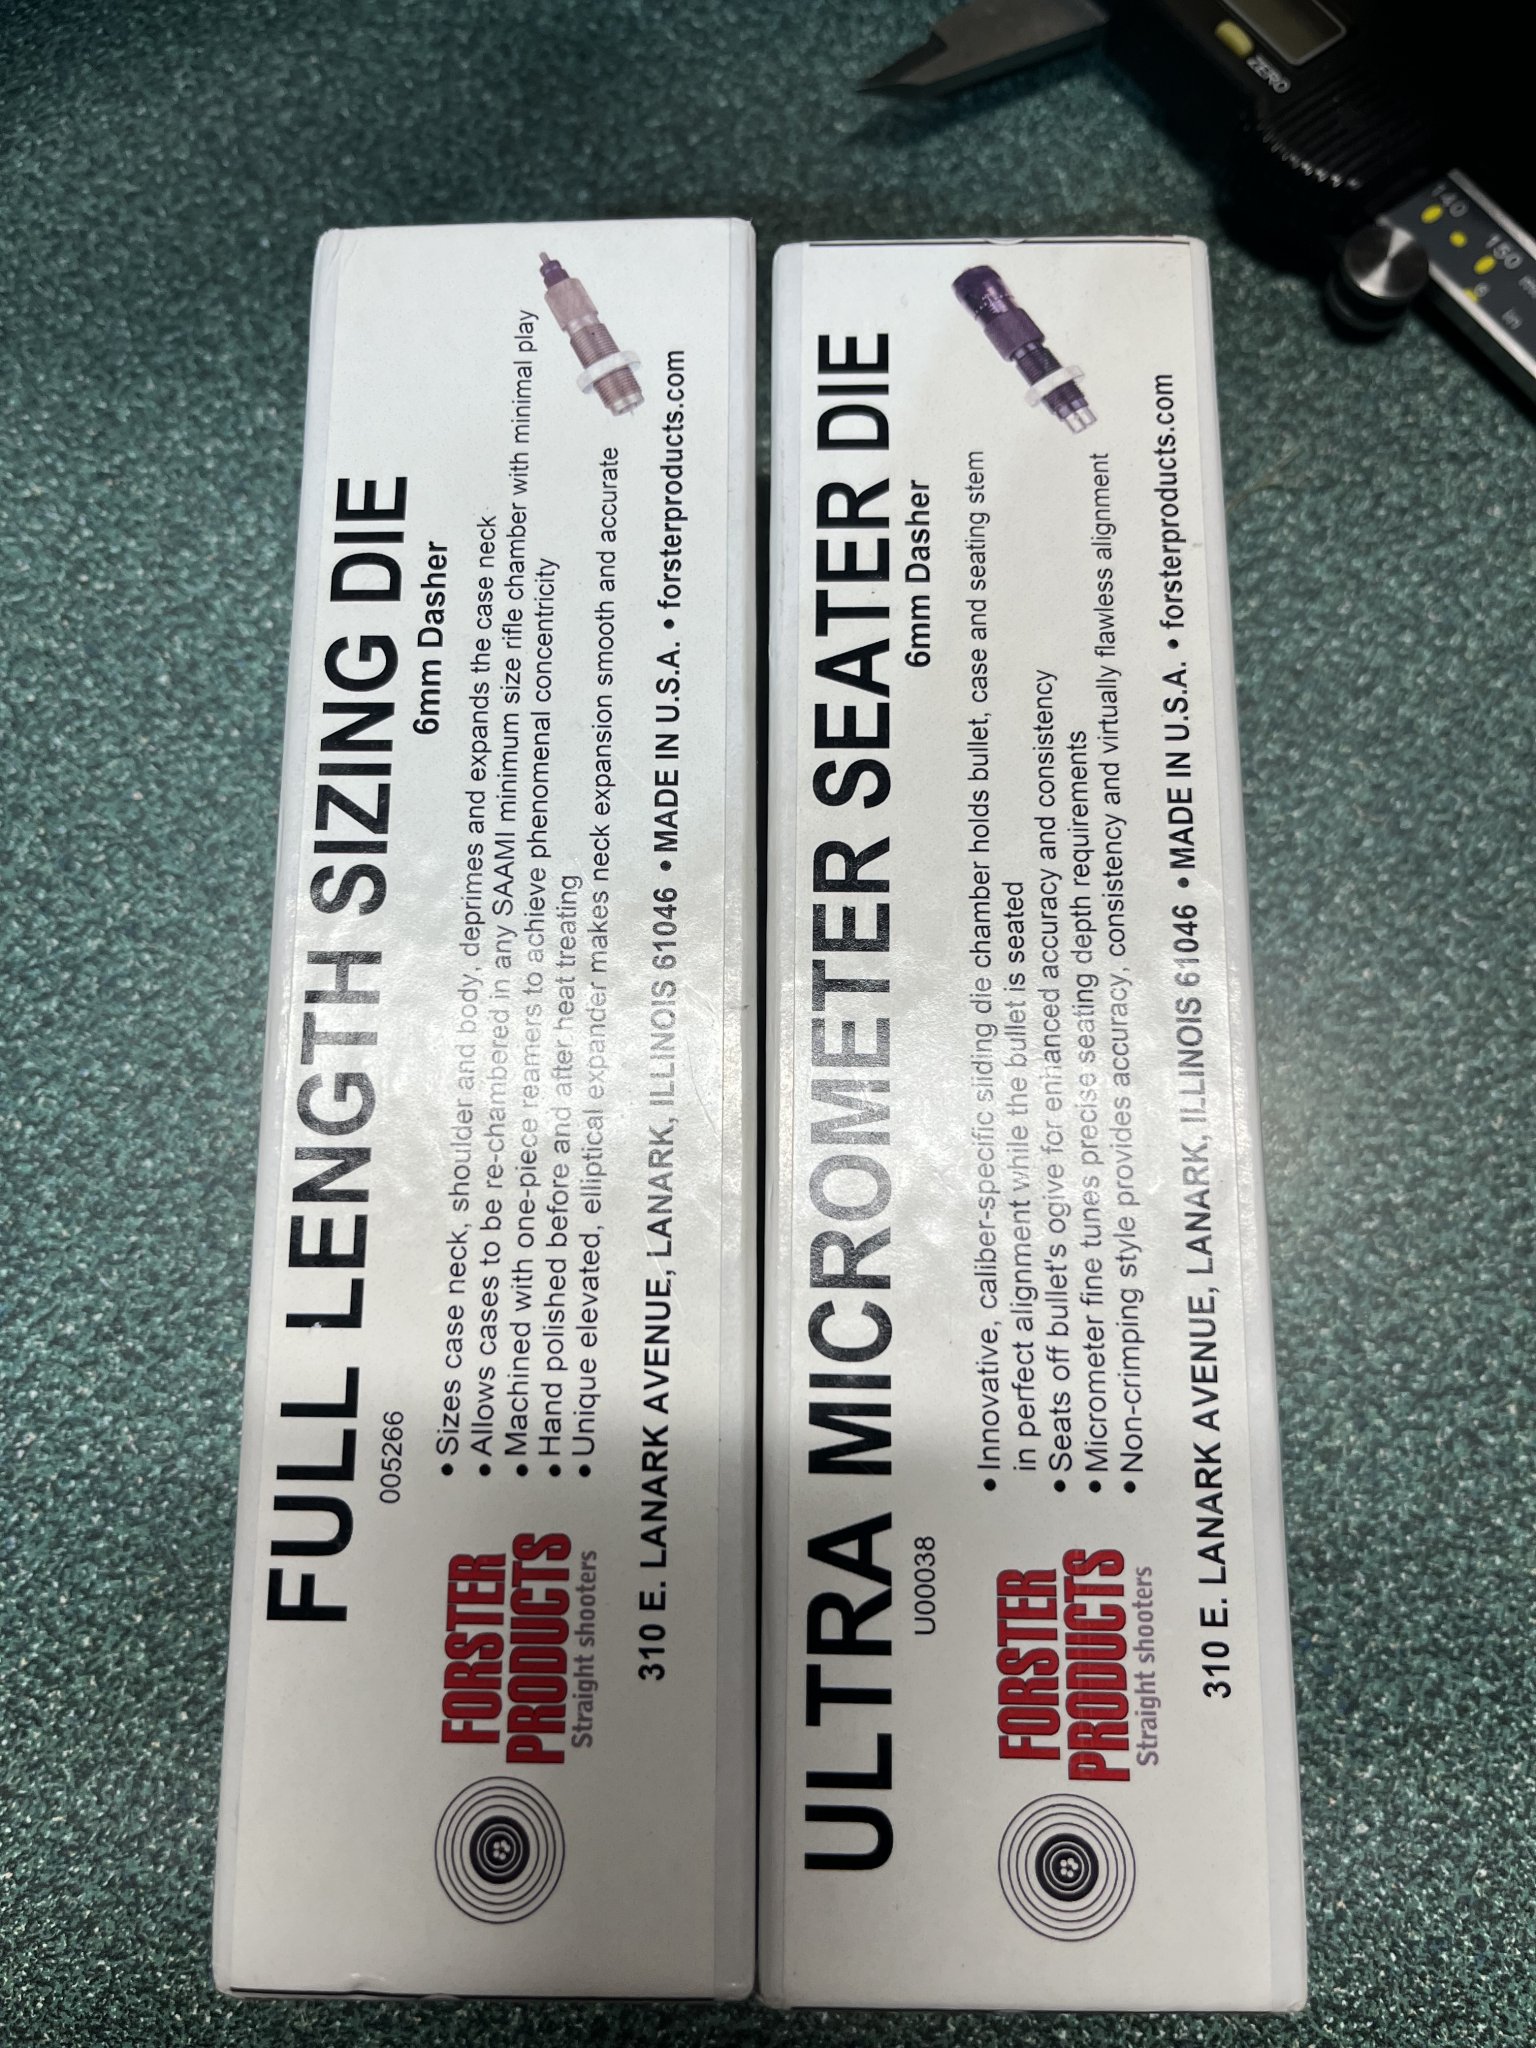 FULL LENGTH SIZING DIE
005266
6mm Dasher
• Sizes case neck, shoulder and body, deprimes and expands the case neck
• Allows cases to be re-chambered in any SAAMI minimum size rifle chamber with minimal play
• Machined with one-piece reamers to achieve phenomenal concentricity
• Hand polished before and after heat treating
• Unique elevated, elliptical expander makes neck expansion smooth and accurate
FORSTER
PRODUCTS
Straight shooters
310 E. LANARK AVENUE, LANARK, ILLINOIS 61046 • MADE IN U.S.A. • forsterproducts.com
ULTRA MICROMETER SEATER DIE
U00038
6mm Dasher
• Innovative, caliber-specific sliding die chamber holds bullet, case and seating stem
in perfect alignment while the bullet is seated
• Seats off bullet's ogive for enhanced accuracy and consistency
• Micrometer fine tunes precise seating depth requirements
• Non-crimping style provides accuracy, consistency and virtually flawless alignment
FORSTER
PRODUCTS
Straight shooters
310 E. LANARK AVENUE, LANARK, ILLINOIS 61046 • MADE IN U.S.A. • forsterproducts.com
ZERO
140
150